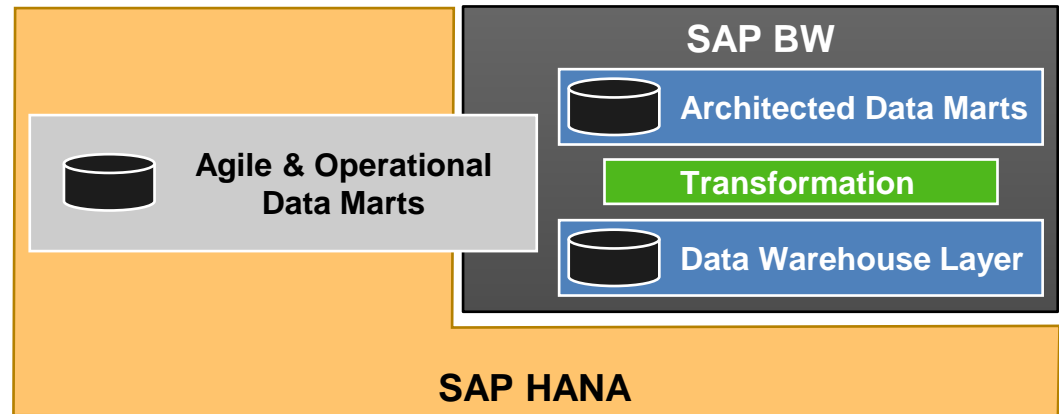 SAP BW
Architected Data Marts
Agile & Operational
Data Marts
Transformation
Data Warehouse Layer
SAP HANA